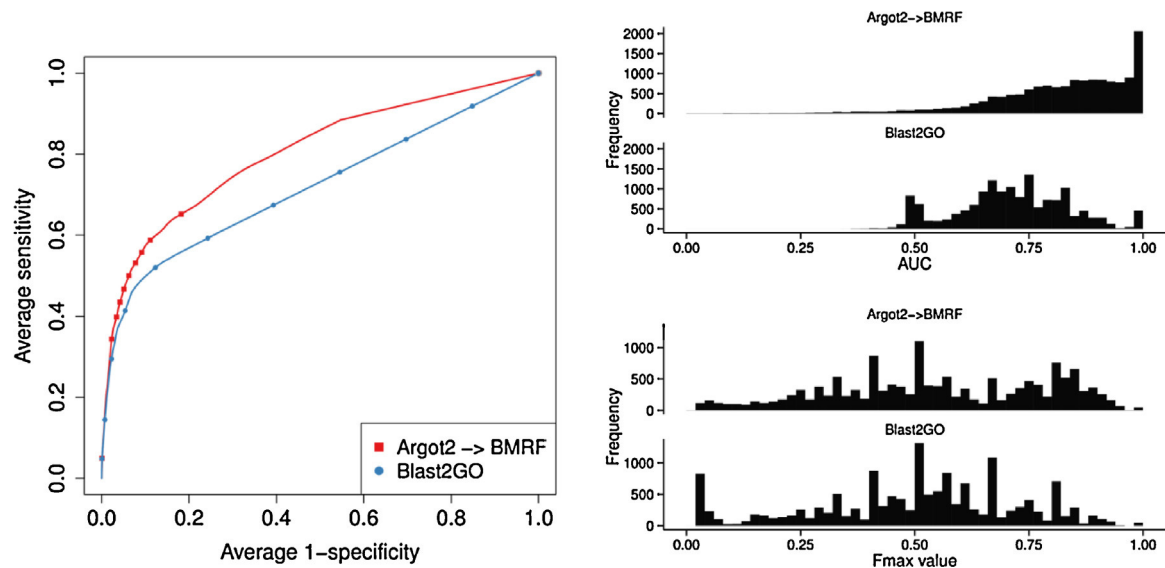 Average sensitivity
1.0
0.8
0.6
0.4
0.2
0.0
Argot2 -> BMRF
Blast2GO
0.0 0.2 0.4 0.6 0.8 1.0
Average 1-specificity
Argot2->BMRF
2000
1500
1000
500
0
Frequency
Blast2GO
2000
1500
1000
500
0
0.00 0.25 0.50 0.75 1.00
AUC
Argot2->BMRF
1000
500
0
Frequency
Blast2GO
1000
500
0
0.00 0.25 0.50 0.75 1.00
Fmax value